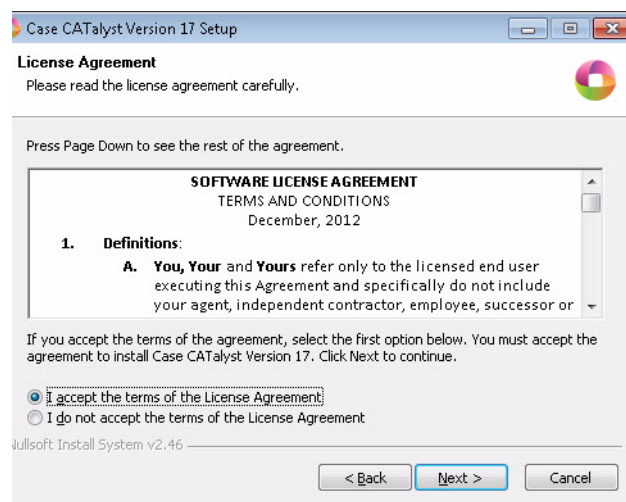 Case CATalyst Version 17 Setup
License Agreement
Please read the license agreement carefully.
Press Page Down to see the rest of the agreement.
SOFTWARE LICENSE AGREEMENT
TERMS AND CONDITIONS
December, 2012
1. Definitions:
A. You, Your and Yours refer only to the licensed end user
executing this Agreement and specifically do not include
your agent, independent contractor, employee, successor or
If you accept the terms of the agreement, select the first option below. You must accept the
agreement to install Case CATalyst Version 17. Click Next to continue.
I accept the terms of the License Agreement
I do not accept the terms of the License Agreement
Nullsoft Install System v2.46
< Back Next > Cancel